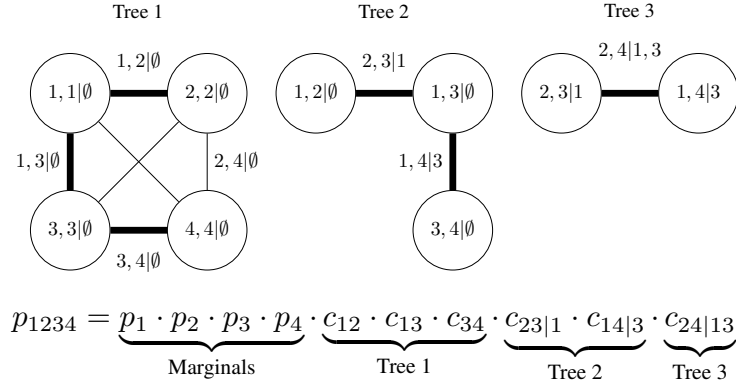 Tree 1
Tree 2
Tree 3
1, 2|∅
2, 3|1
2, 4|1, 3
1, 1|∅
2, 2|∅
1, 2|∅
1, 3|∅
2, 3|1
1, 4|3
1, 3|∅
2, 4|∅
1, 4|3
3, 3|∅
4, 4|∅
3, 4|∅
3, 4|∅
p₁₂₃₄ = p₁ · p₂ · p₃ · p₄ · c₁₂ · c₁₃ · c₃₄ · c₂₃|₁ · c₁₄|₃ · c₂₄|₁₃
Marginals
Tree 1
Tree 2
Tree 3